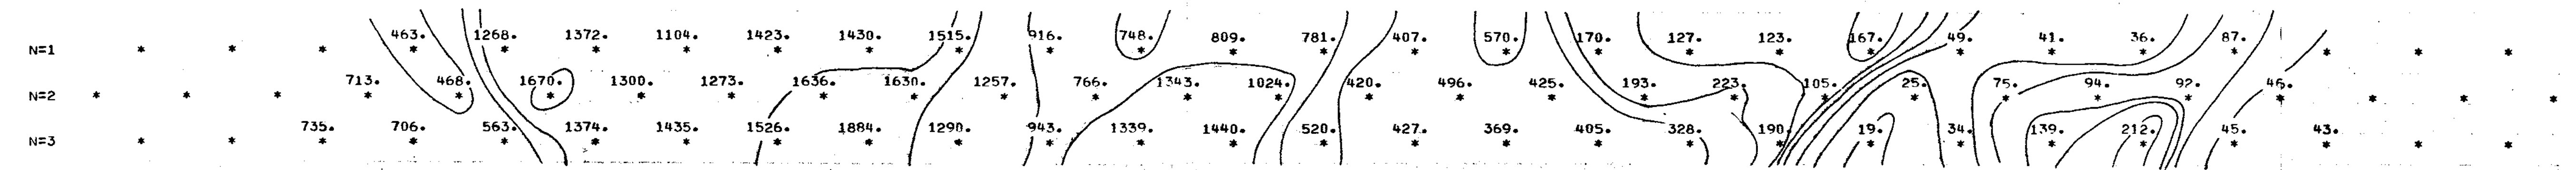 N=1 * * * 463. 1268. 1372. 1104. 1423. 1430. 1515. 916. 748. 809. 781. 407. 570. 170. 127. 123. 167. 49. 41. 36. 87. * * *
N=2 * * * 713. 468. 1670. 1300. 1273. 1636. 1630. 1257. 766. 1343. 1024. 420. 496. 425. 193. 223. 105. 25. 75. 94. 92. 46. * * *
N=3 * * 735. 706. 563. 1374. 1435. 1526. 1884. 1290. 943. 1339. 1440. 520. 427. 369. 405. 328. 190. 19. 34. 139. 212. 45. 43. * *